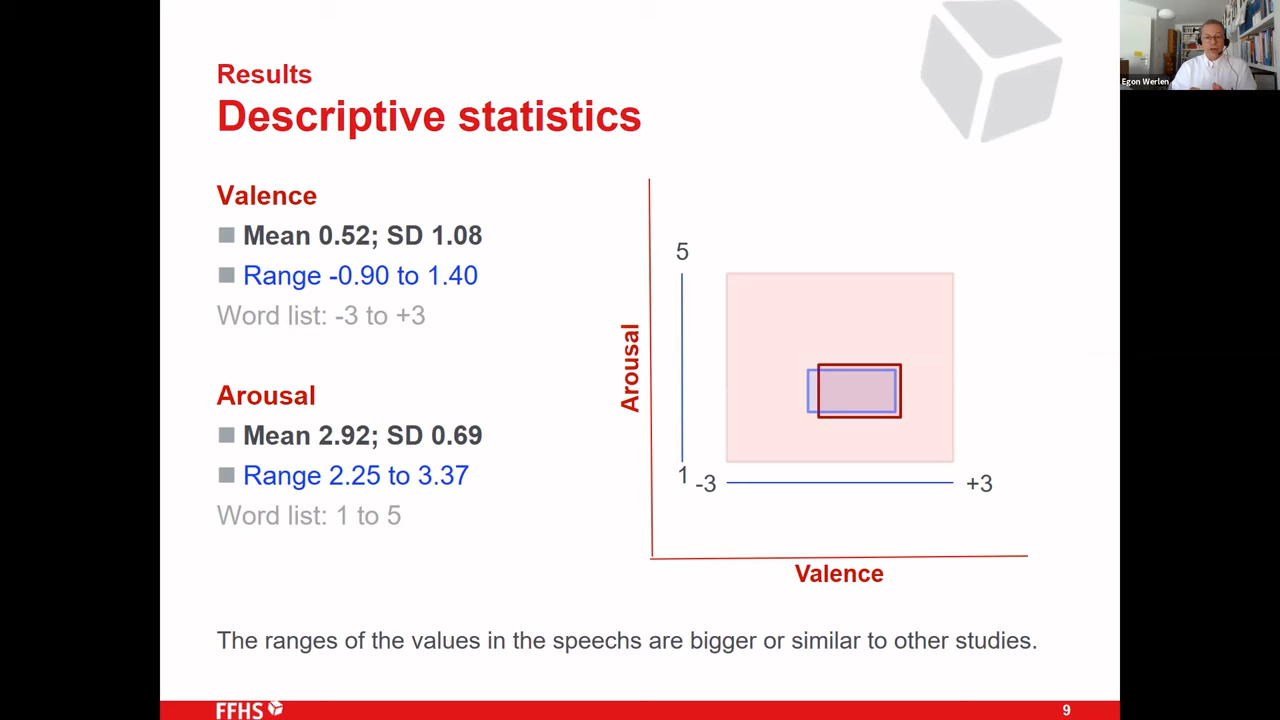 Egon Werlen
Results
Descriptive statistics
Valence
Mean 0.52; SD 1.08
Range -0.90 to 1.40
Word list: -3 to +3
Arousal
Mean 2.92; SD 0.69
Range 2.25 to 3.37
Word list: 1 to 5
5
Arousal
1
-3
+3
Valence
The ranges of the values in the speechs are bigger or similar to other studies.
FFHS
9